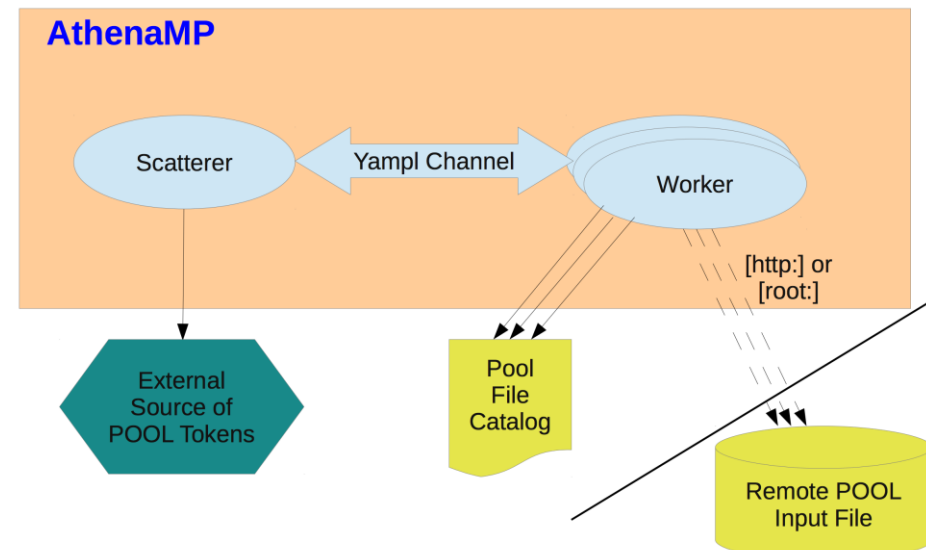 AthenaMP
Scatterer
Yampl Channel
Worker
[http:] or
[root:]
External
Source of
POOL Tokens
Pool
File
Catalog
Remote POOL
Input File